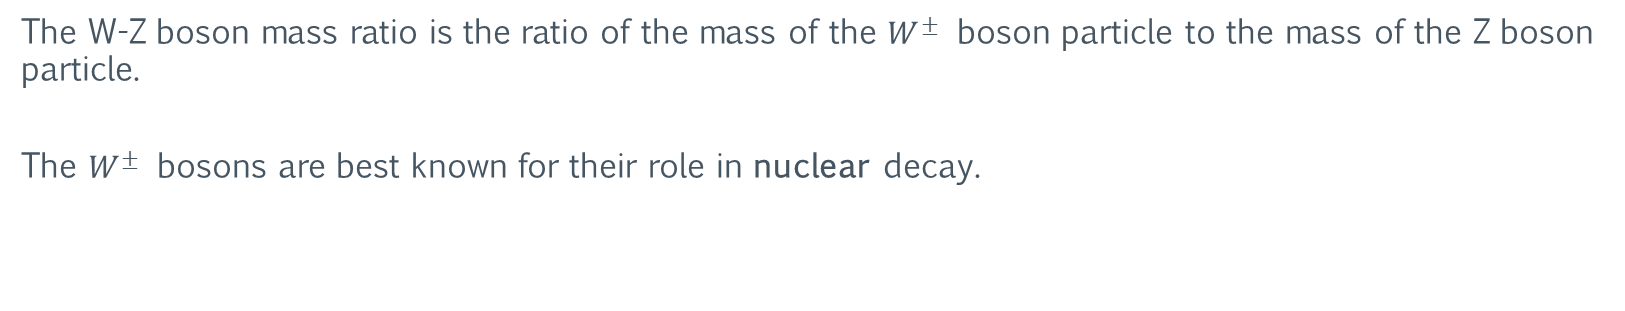 The W-Z boson mass ratio is the ratio of the mass of the W± boson particle to the mass of the Z boson
particle.
The W± bosons are best known for their role in nuclear decay.